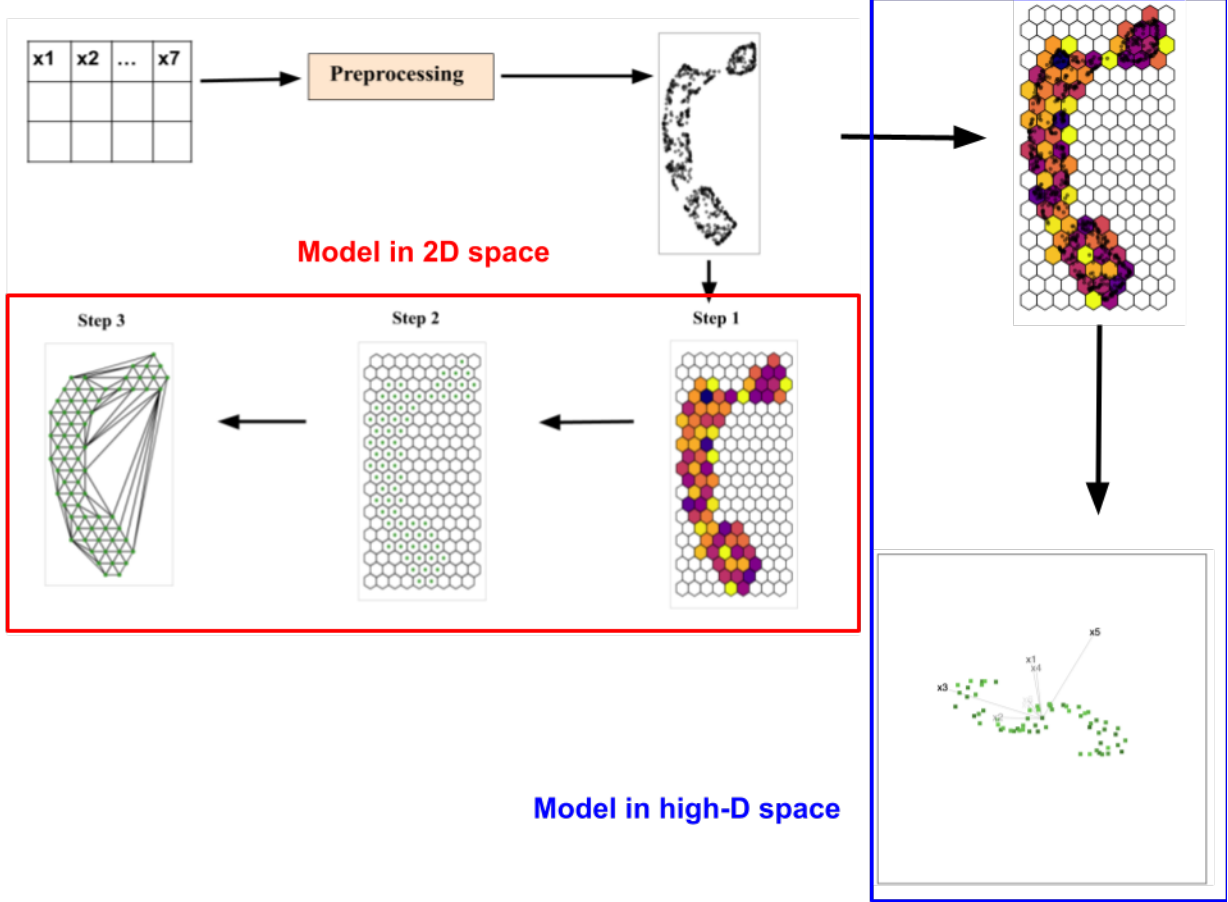 x1 x2 ... x7
Preprocessing
Model in 2D space
Step 3 Step 2 Step 1
x5
x1
x4
x3
x2
Model in high-D space